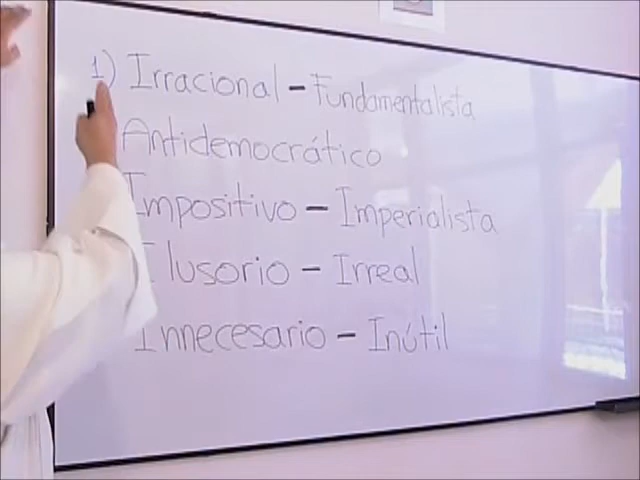 1) Irracional - Fundamentalista
Antidemocrático
Impositivo - Imperialista
Ilusorio - Irreal
Innecesario - Inútil